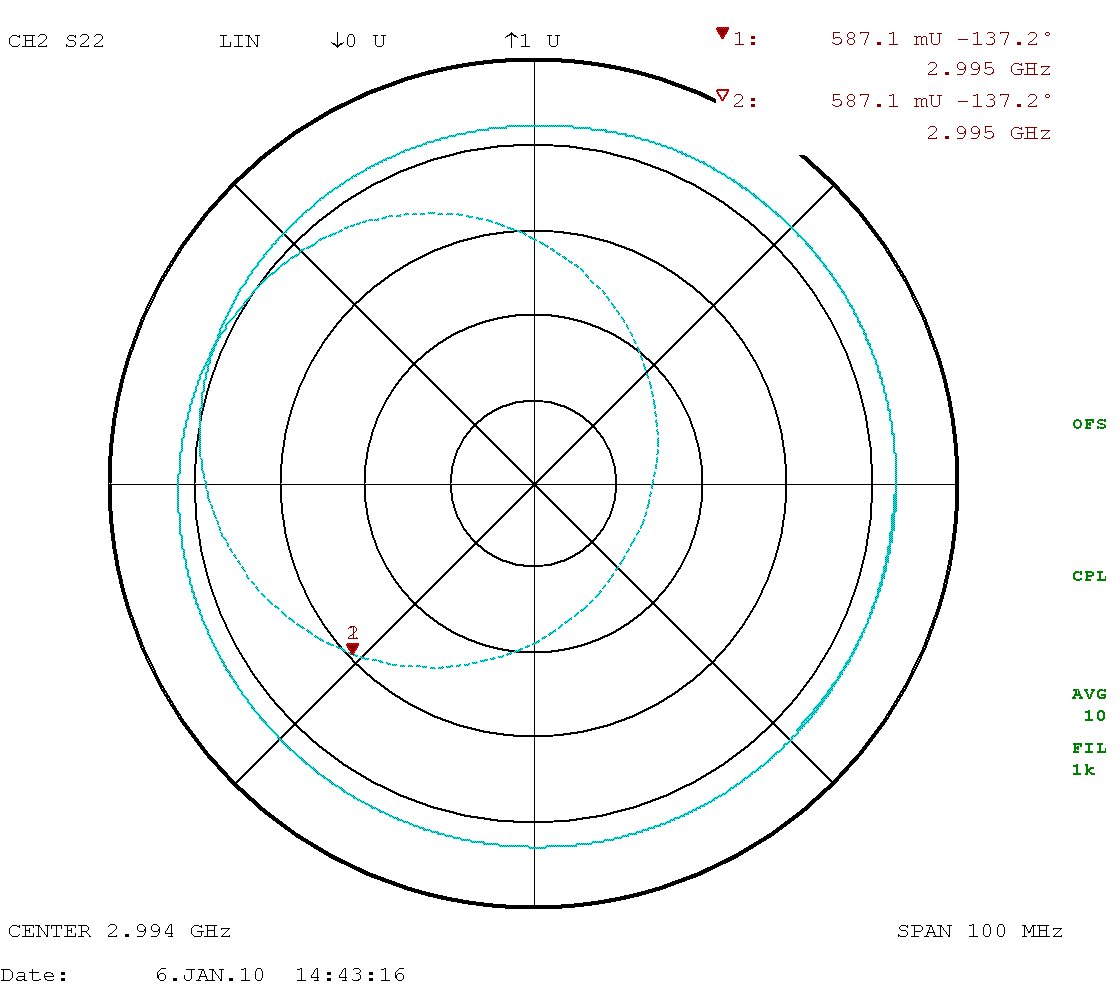 CH2 S22 LIN ↓0 U ↑1 U ▼1: 587.1 mU -137.2°
2.995 GHz
▽2: 587.1 mU -137.2°
2.995 GHz
OFS
CPL
2
AVG
10
FIL
1k
CENTER 2.994 GHz SPAN 100 MHz
Date: 6.JAN.10 14:43:16